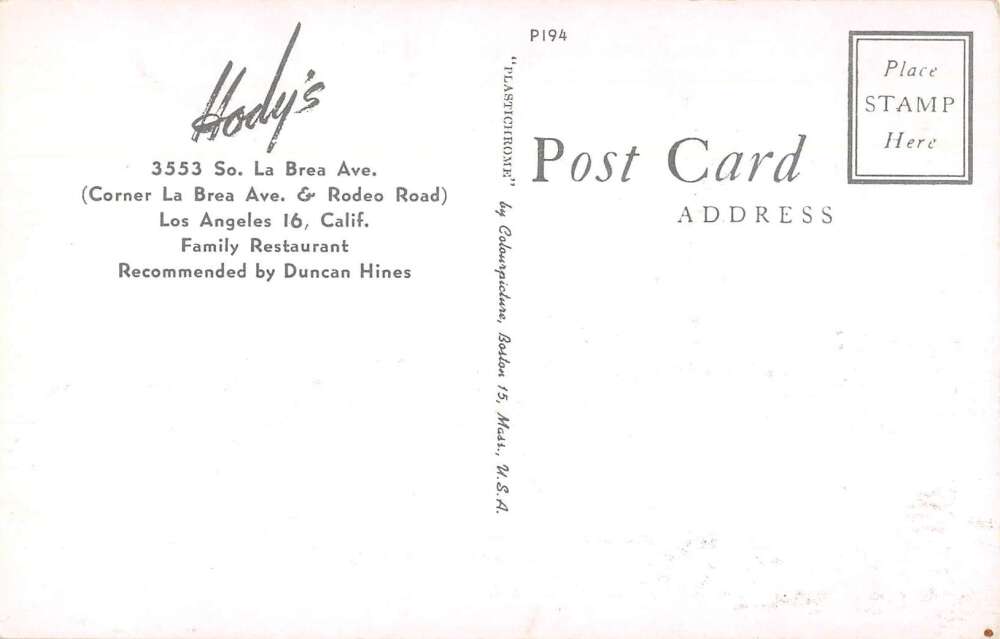 Hody's
3553 So. La Brea Ave.
(Corner La Brea Ave. & Rodeo Road)
Los Angeles 16, Calif.
Family Restaurant
Recommended by Duncan Hines
"PLASTICHROME" by Colourpicture, Boston 15, Mass., U.S.A.
P194
Post Card
ADDRESS
Place
STAMP
Here